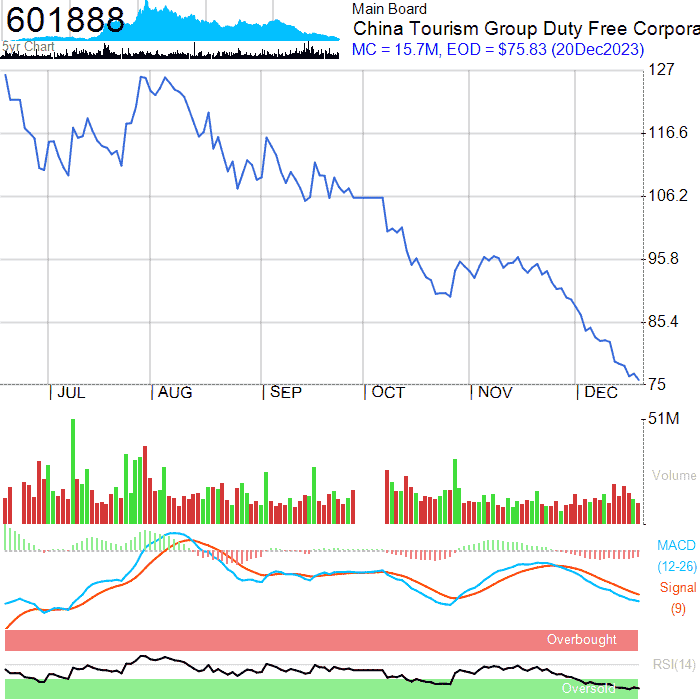 601888
5yr Chart
Main Board
China Tourism Group Duty Free Corpora
MC = 15.7M, EOD = $75.83 (20Dec2023)
127
116.6
106.2
95.8
85.4
75
JUL
AUG
SEP
OCT
NOV
DEC
51M
Volume
MACD
(12-26)
Signal
(9)
Overbought
RSI(14)
Oversold